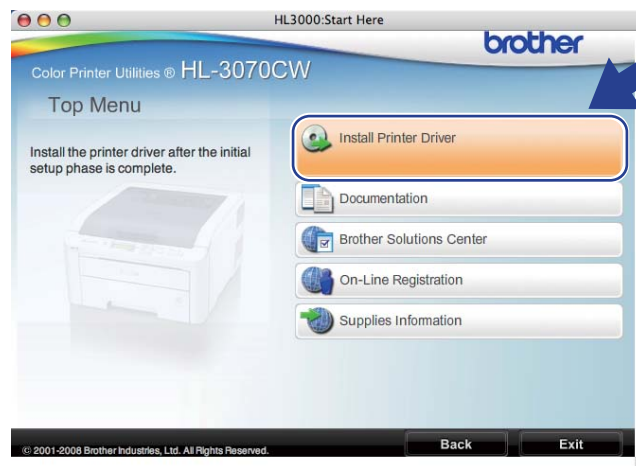 HL3000:Start Here
brother
Color Printer Utilities ® HL-3070CW
Top Menu
Install the printer driver after the initial
setup phase is complete.
Install Printer Driver
Documentation
Brother Solutions Center
On-Line Registration
Supplies Information
Back
Exit
© 2001-2008 Brother Industries, Ltd. All Rights Reserved.